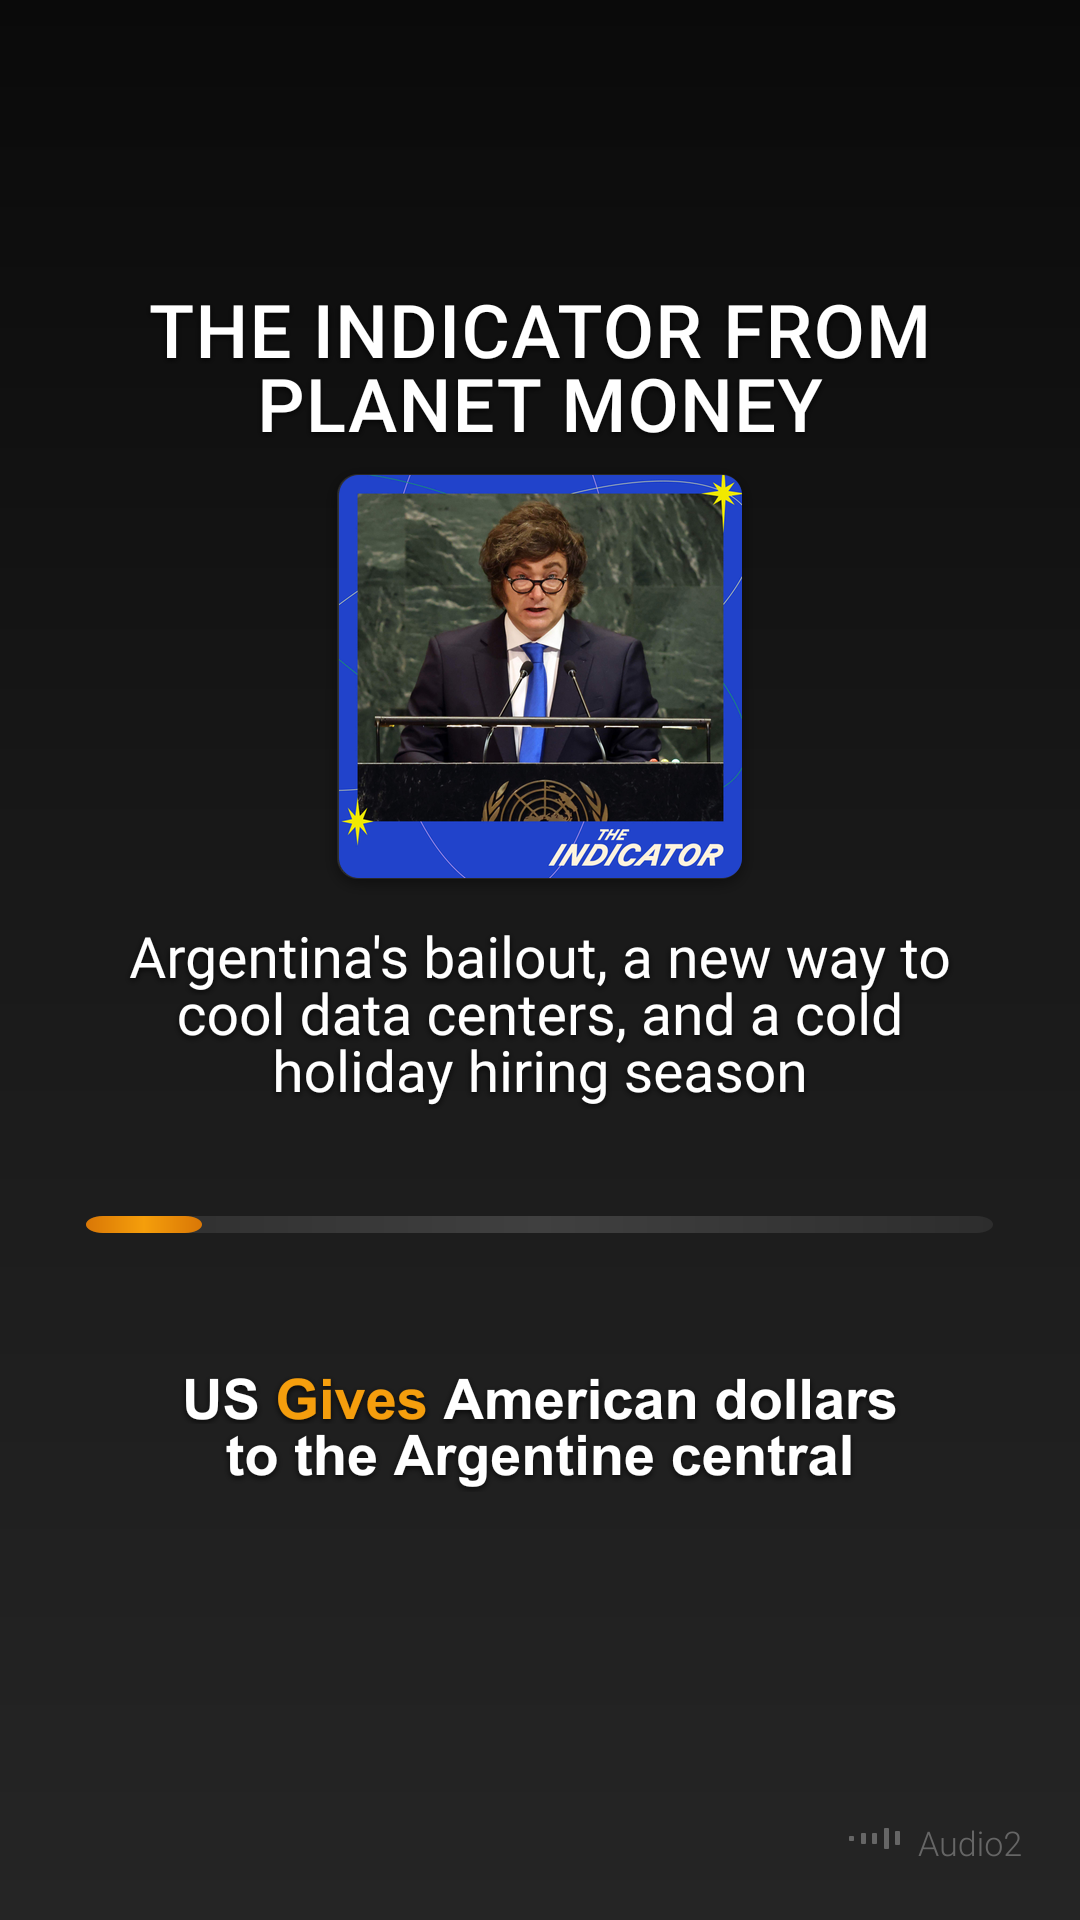 THE INDICATOR FROM
PLANET MONEY
THE
INDICATOR
Argentina's bailout, a new way to
cool data centers, and a cold
holiday hiring season
US Gives American dollars
to the Argentine central
Audio2